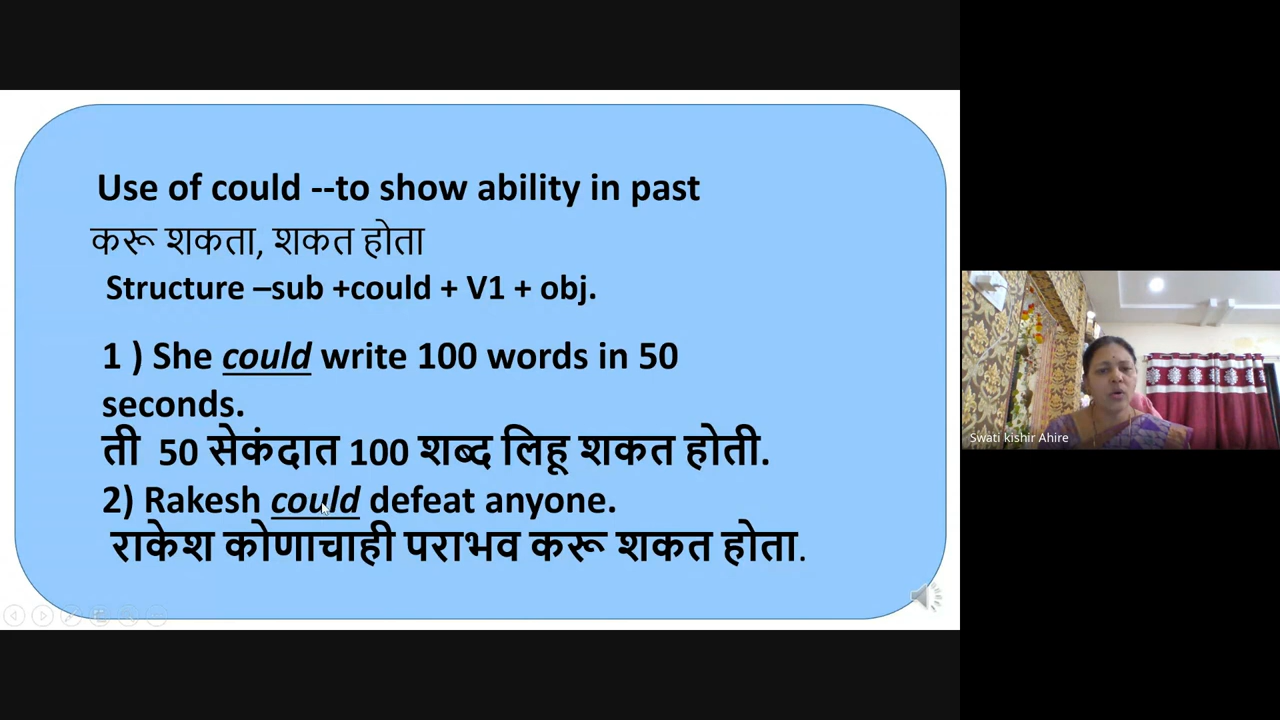 Use of could --to show ability in past
करू शकता, शकत होता
Structure –sub +could + V1 + obj.
1 ) She could write 100 words in 50
seconds.
ती 50 सेकंदात 100 शब्द लिहू शकत होती.
2) Rakesh could defeat anyone.
राकेश कोणाचाही पराभव करू शकत होता.
Swati kishir Ahire